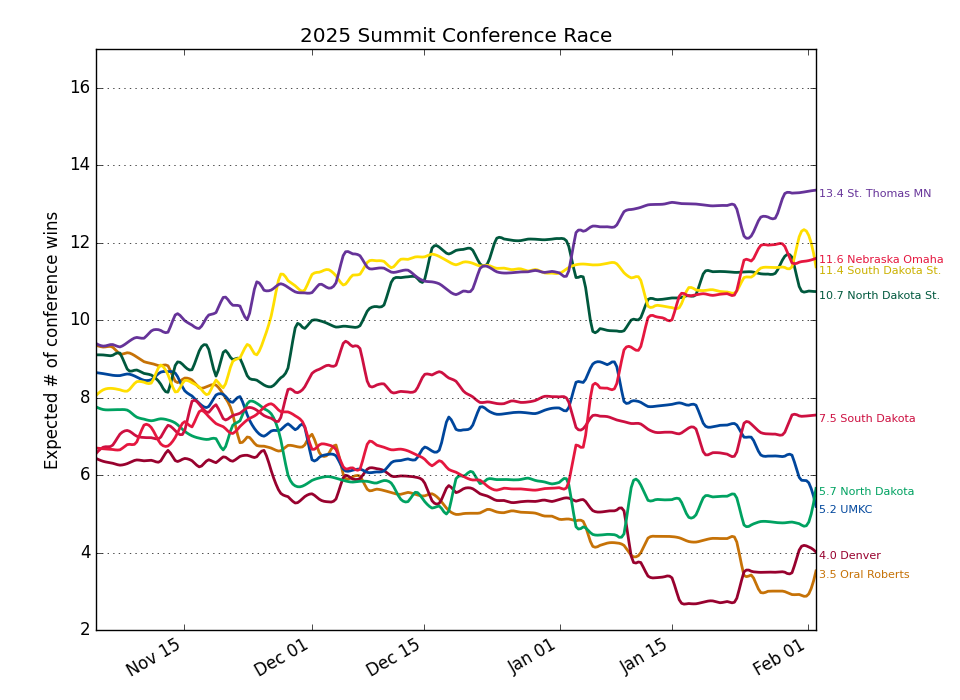 2025 Summit Conference Race
Expected # of conference wins
16
14
12
10
8
6
4
2
Nov 15
Dec 01
Dec 15
Jan 01
Jan 15
Feb 01
13.4 St. Thomas MN
11.6 Nebraska Omaha
11.4 South Dakota St.
10.7 North Dakota St.
7.5 South Dakota
5.7 North Dakota
5.2 UMKC
4.0 Denver
3.5 Oral Roberts